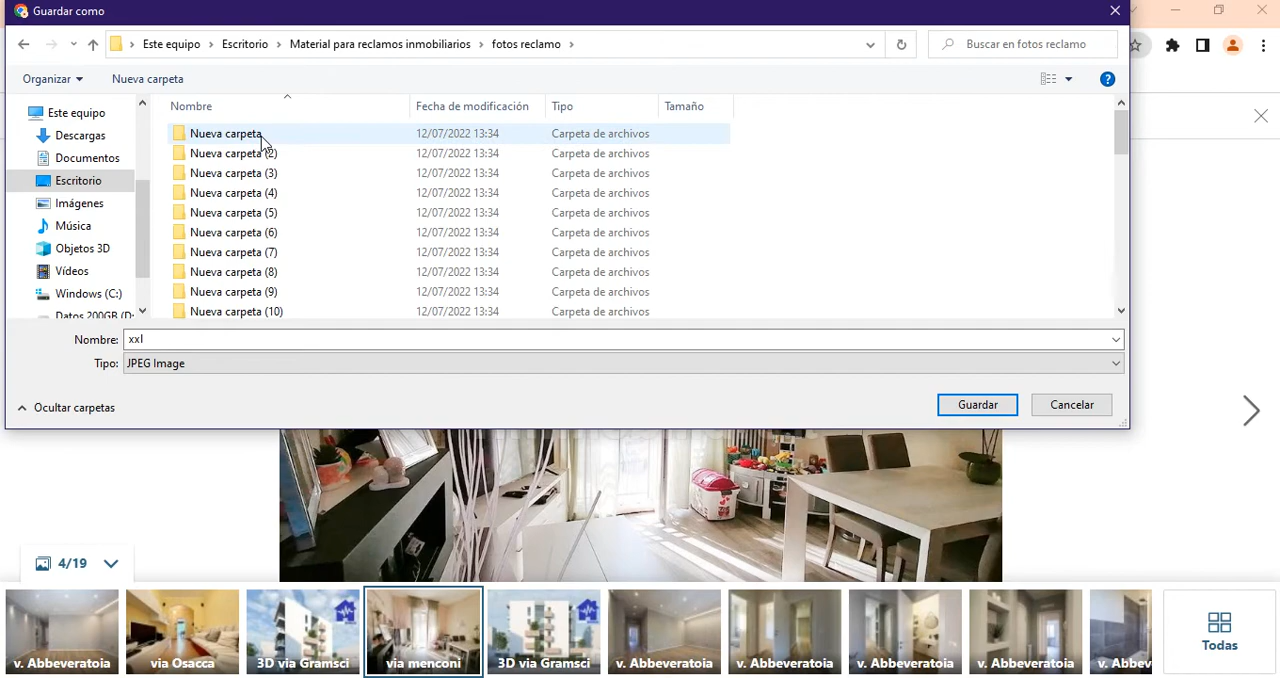 Guardar como
Este equipo > Escritorio > Material para reclamos inmobiliarios > fotos reclamo >
Buscar en fotos reclamo
Organizar
Nueva carpeta
Nombre Fecha de modificación Tipo Tamaño
Este equipo
Descargas
Documentos
Escritorio
Imágenes
Música
Objetos 3D
Vídeos
Windows (C:)
Datos 200GB (D:
Nueva carpeta 12/07/2022 13:34 Carpeta de archivos
Nueva carpeta (2) 12/07/2022 13:34 Carpeta de archivos
Nueva carpeta (3) 12/07/2022 13:34 Carpeta de archivos
Nueva carpeta (4) 12/07/2022 13:34 Carpeta de archivos
Nueva carpeta (5) 12/07/2022 13:34 Carpeta de archivos
Nueva carpeta (6) 12/07/2022 13:34 Carpeta de archivos
Nueva carpeta (7) 12/07/2022 13:34 Carpeta de archivos
Nueva carpeta (8) 12/07/2022 13:34 Carpeta de archivos
Nueva carpeta (9) 12/07/2022 13:34 Carpeta de archivos
Nueva carpeta (10) 12/07/2022 13:34 Carpeta de archivos
Nombre: xxl
Tipo: JPEG Image
Ocultar carpetas
Guardar
Cancelar
4/19
v. Abbeveratoia
via Osacca
3D via Gramsci
via menconi
3D via Gramsci
v. Abbeveratoia
v. Abbeveratoia
v. Abbeveratoia
v. Abbeveratoia
v. Abbev
Todas